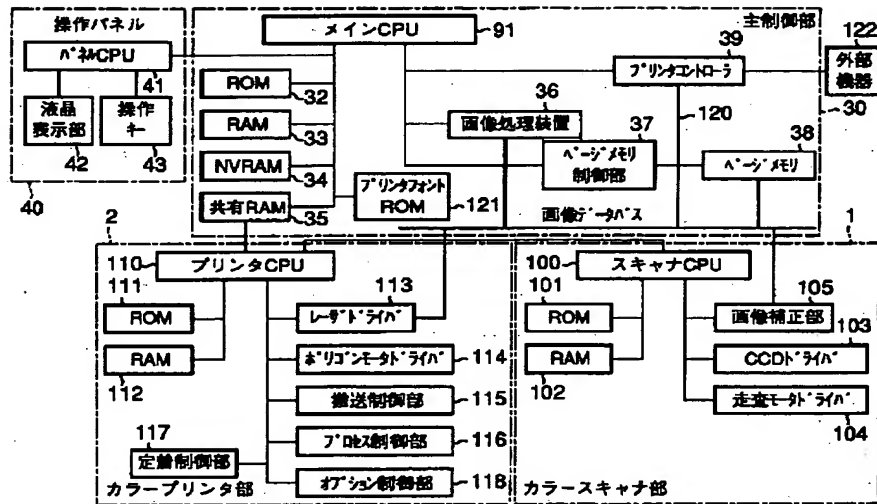 操作パネル
パネルCPU
41
液晶
表示部
42
操作
キー
43
40
主制御部
メインCPU
91
ROM
32
RAM
33
NVRAM
34
共有RAM
35
プリンタフォント
ROM
121
画像処理装置
36
ページメモリ
制御部
37
ページメモリ
38
プリンタコントローラ
39
120
30
画像データバス
外部
機器
122
2
プリンタCPU
110
111
ROM
RAM
112
レーザドライバ
113
ポリゴンモータドライバ
114
搬送制御部
115
プロセス制御部
116
117
定着制御部
オプション制御部
118
カラープリンタ部
1
スキャナCPU
100
101
ROM
RAM
102
105
画像補正部
103
CCDドライバ
走査モータドライバ
104
カラースキャナ部